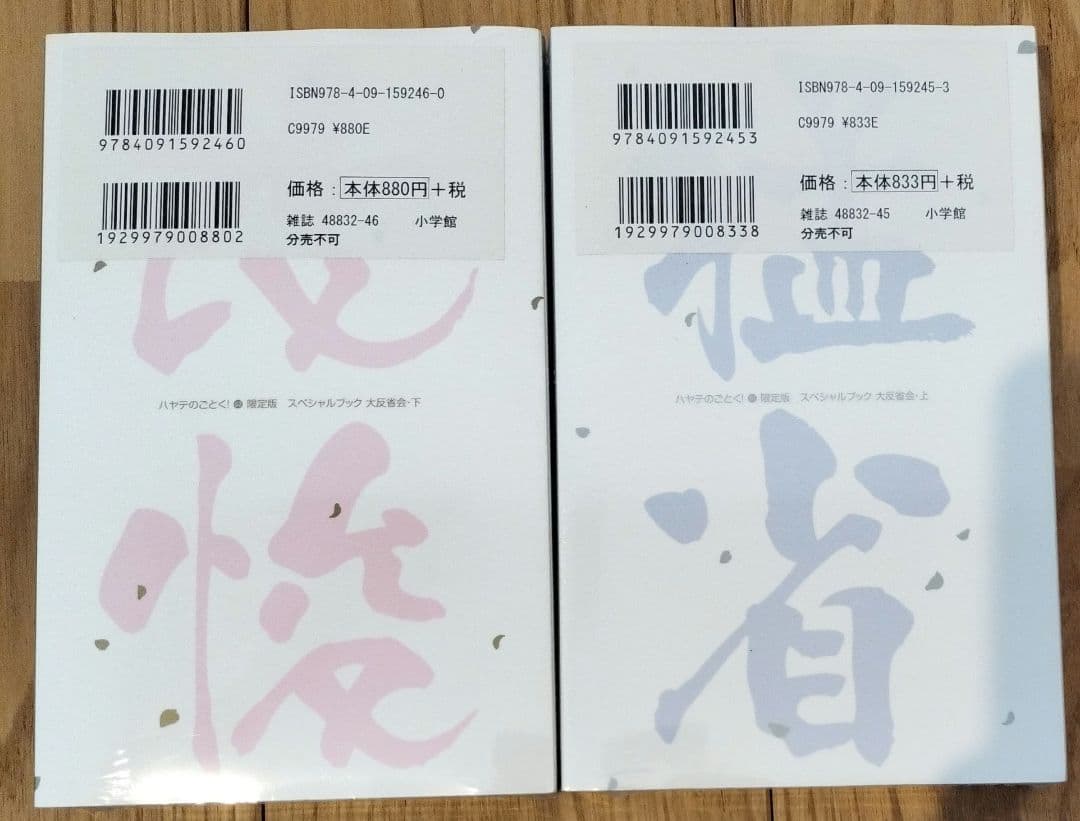 ISBN978-4-09-159246-0
C9979 ¥880E
9784091592460
価格：本体880円＋税
雑誌 48832-46 小学館
分売不可
1929979008802
ハヤテのごとく! 限定版 スペシャルブック 大反省会・下
悛
ISBN978-4-09-159245-3
C9979 ¥833E
9784091592453
価格：本体833円＋税
雑誌 48832-45 小学館
分売不可
1929979008338
ハヤテのごとく! 限定版 スペシャルブック 大反省会・上
猛
省